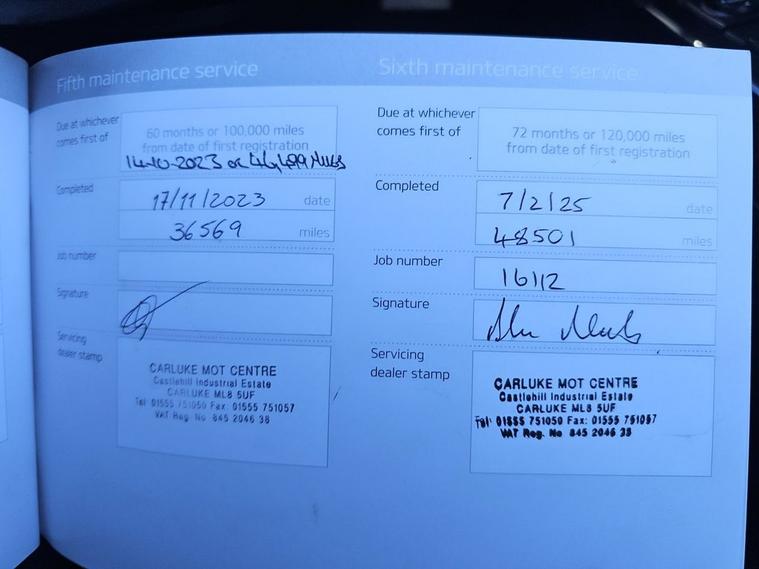 Fifth maintenance service
Due at whichever
comes first of
60 months or 100,000 miles
from date of first registration
14-10-2023 or 46,499 Miles
Completed
17/11/2023 date
36569 miles
Job number
Signature
Servicing
dealer stamp
CARLUKE MOT CENTRE
Castlehill Industrial Estate
CARLUKE ML8 5UF
Tel: 01555 751050 Fax: 01555 751057
VAT Reg. No 845 2046 38
Sixth maintenance service
Due at whichever
comes first of
72 months or 120,000 miles
from date of first registration
Completed
7/2/25 date
48501 miles
Job number
16112
Signature
Servicing
dealer stamp
CARLUKE MOT CENTRE
Castlehill Industrial Estate
CARLUKE ML8 5UF
Tel: 01555 751050 Fax: 01555 751057
VAT Reg. No 845 2046 38